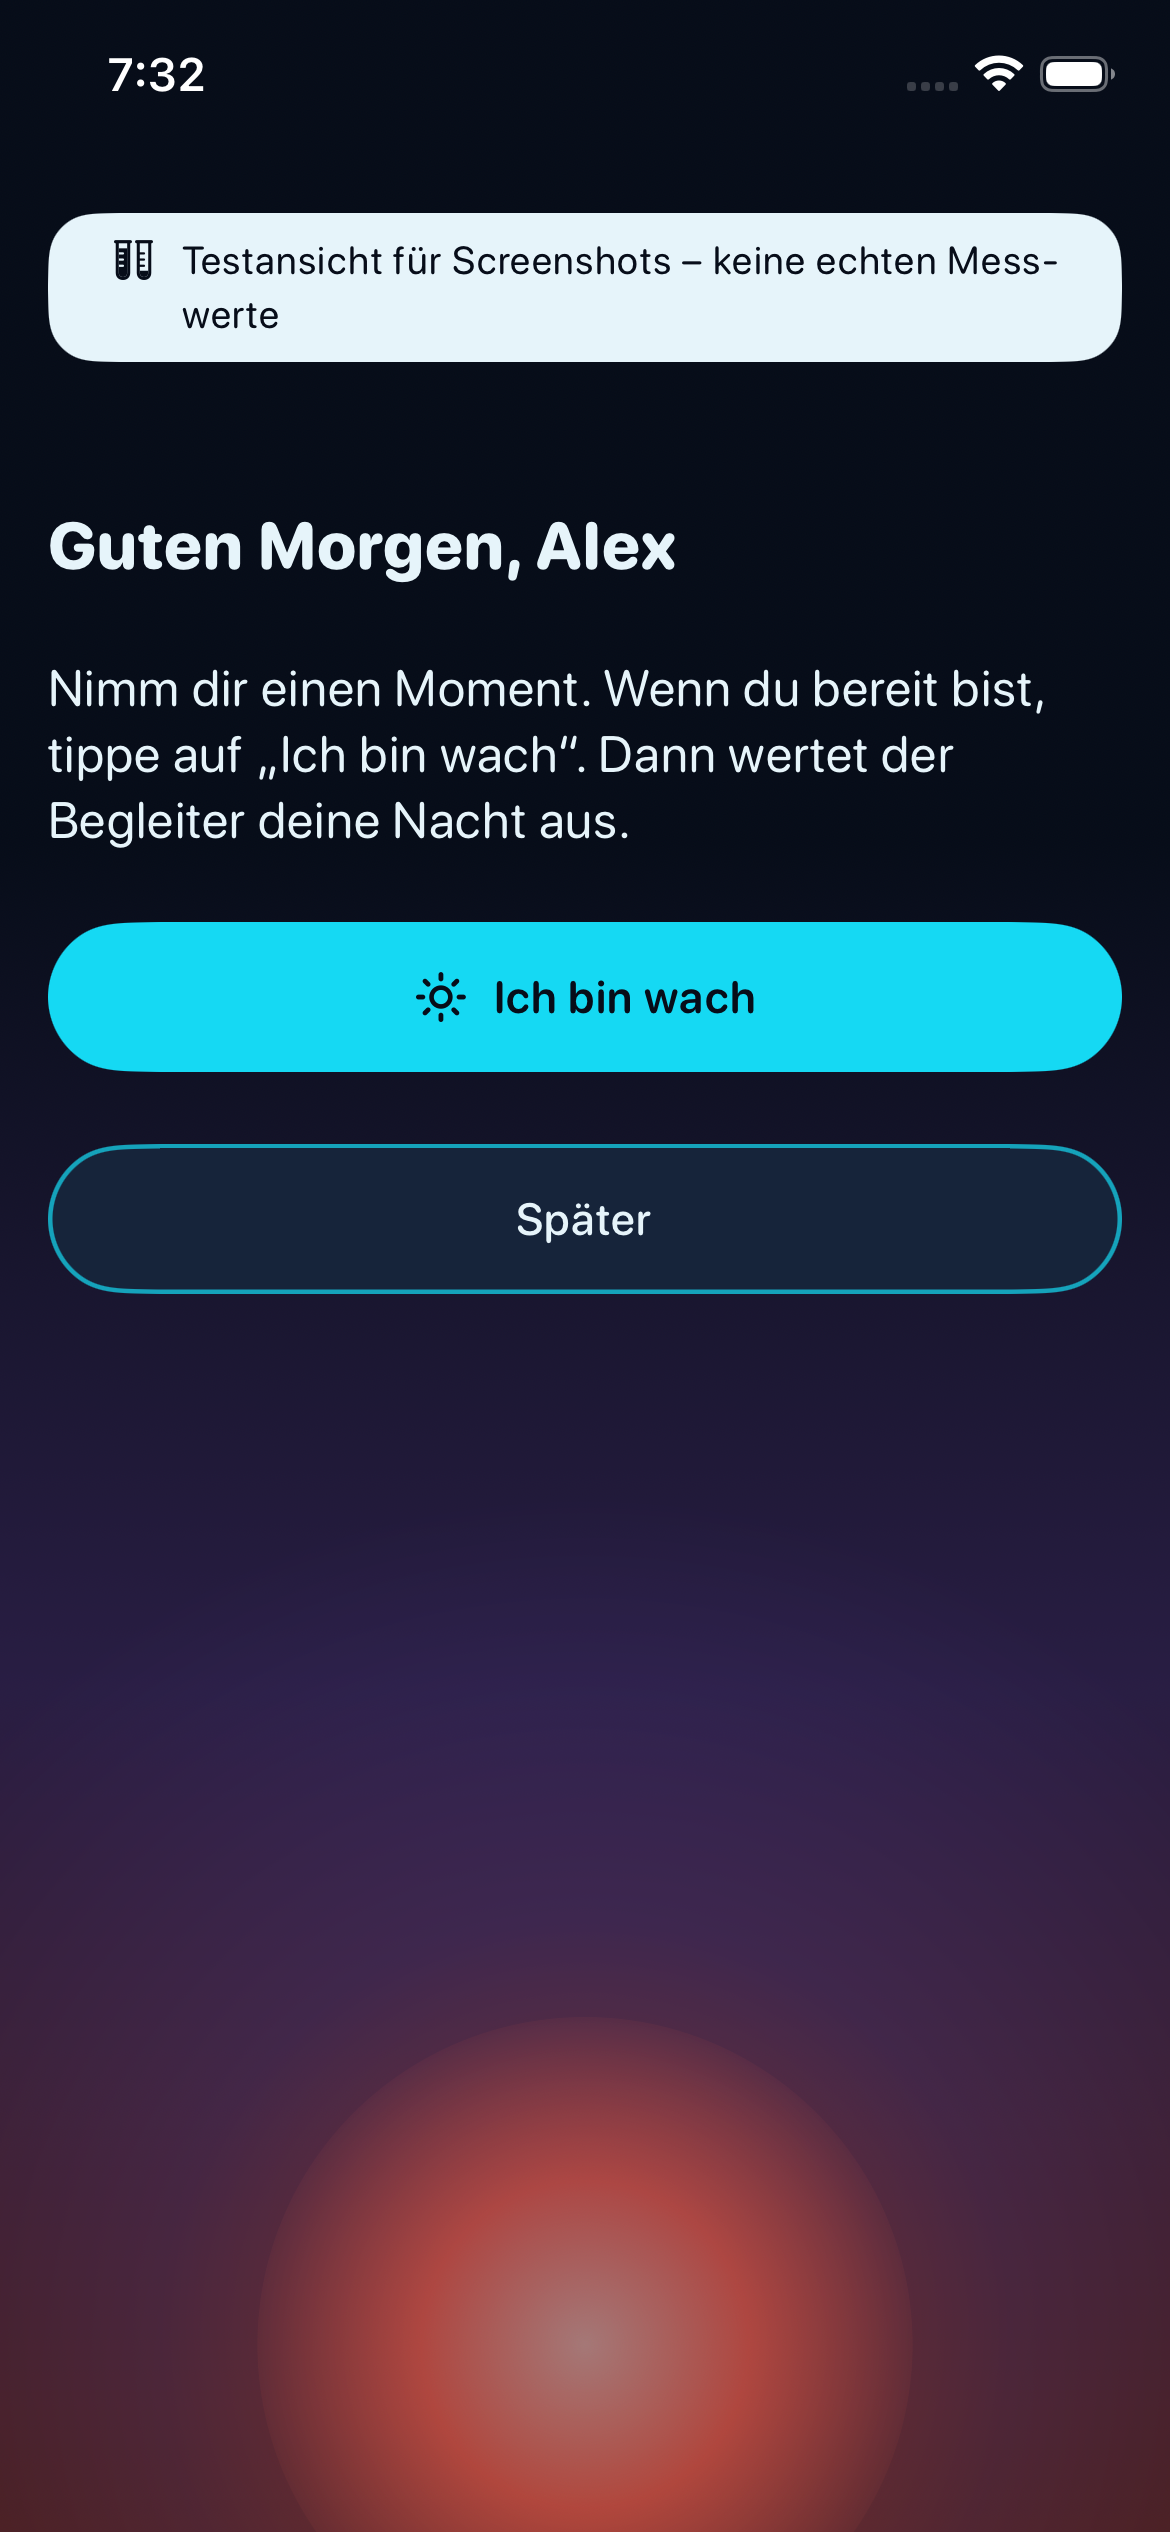 7:32
Testansicht für Screenshots – keine echten Mess-
werte
Guten Morgen, Alex
Nimm dir einen Moment. Wenn du bereit bist,
tippe auf „Ich bin wach“. Dann wertet der
Begleiter deine Nacht aus.
Ich bin wach
Später